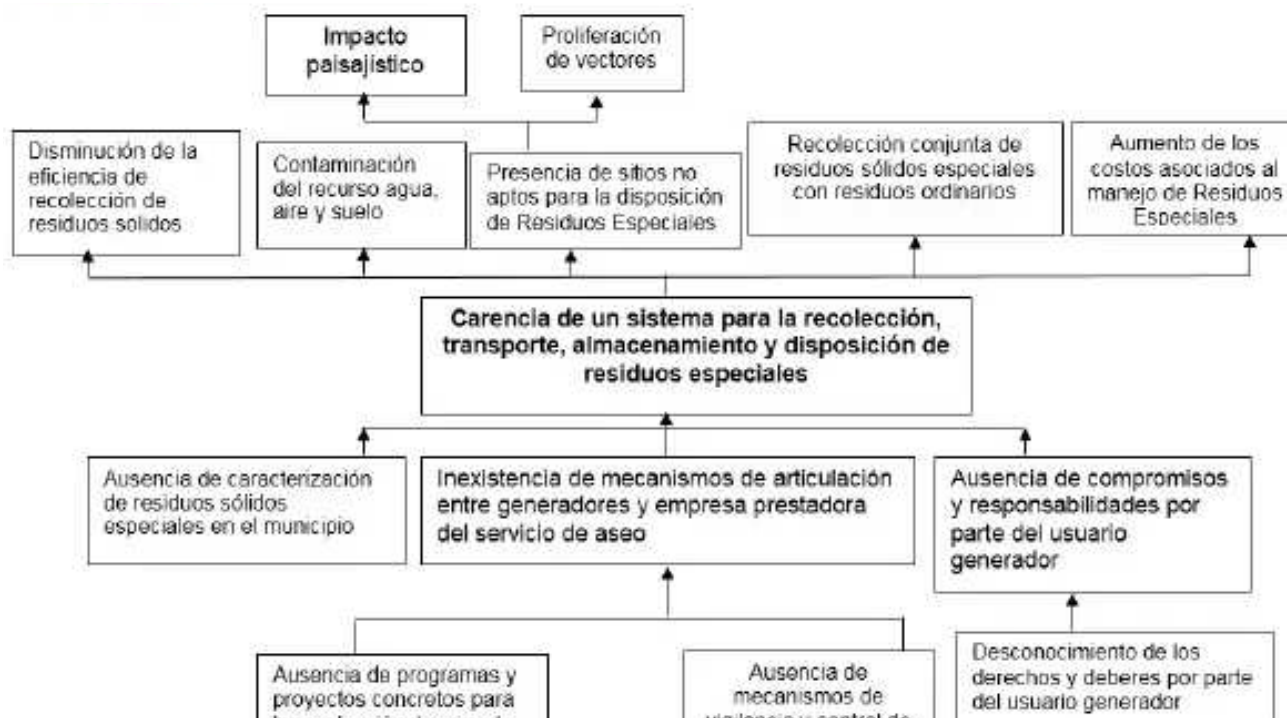 Impacto
paisajístico
Proliferación
de vectores
Disminución de la
eficiencia de
recolección de
residuos solidos
Contaminación
del recurso agua,
aire y suelo
Presencia de sitios no
aptos para la disposición
de Residuos Especiales
Recolección conjunta de
residuos sólidos especiales
con residuos ordinarios
Aumento de los
costos asociados al
manejo de Residuos
Especiales
Carencia de un sistema para la recolección,
transporte, almacenamiento y disposición de
residuos especiales
Ausencia de caracterización
de residuos sólidos
especiales en el municipio
Inexistencia de mecanismos de articulación
entre generadores y empresa prestadora
del servicio de aseo
Ausencia de compromisos
y responsabilidades por
parte del usuario
generador
Ausencia de programas y
proyectos concretos para
Ausencia de
mecanismos de
vigilancia y control de
Desconocimiento de los
derechos y deberes por parte
del usuario generador